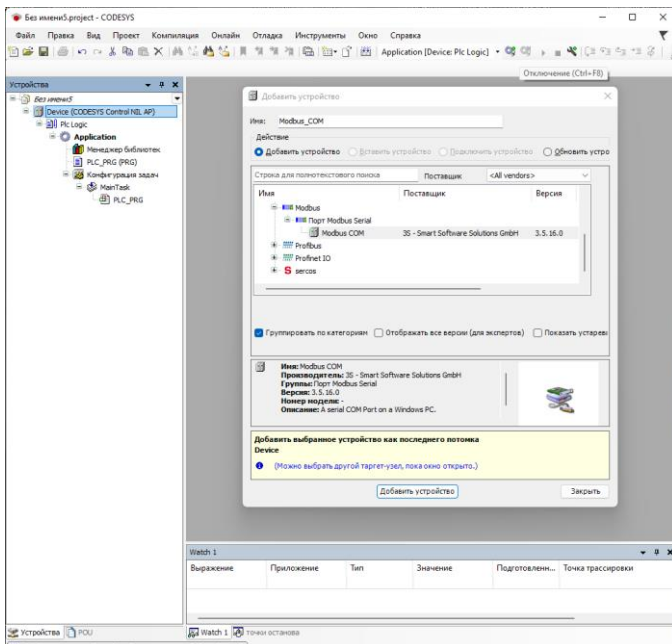 Без имени5.project - CODESYS
Файл Правка Вид Проект Компиляция Онлайн Отладка Инструменты Окно Справка
Application [Device: Plc Logic]
Отключение (Ctrl+F8)
Устройства
Без имени5
Device (CODESYS Control NIL AP)
Plc Logic
Application
Менеджер библиотек
PLC_PRG (PRG)
Конфигурация задач
MainTask
PLC_PRG
Добавить устройство
Имя: Modbus_COM
Действие
Добавить устройство Вставить устройство Подключить устройство Обновить устро
Строка для полнотекстового поиска Поставщик <All vendors>
Имя Поставщик Версия
Modbus
Порт Modbus Serial
Modbus COM 3S - Smart Software Solutions GmbH 3.5.16.0
Profibus
Profinet IO
sercos
Группировать по категориям Отображать все версии (для экспертов) Показать устарев
Имя: Modbus COM
Производитель: 3S - Smart Software Solutions GmbH
Группы: Порт Modbus Serial
Версия: 3.5.16.0
Номер модели: -
Описание: A serial COM Port on a Windows PC.
Добавить выбранное устройство как последнего потомка
Device
(Можно выбрать другой таргет-узел, пока окно открыто.)
Добавить устройство Закрыть
Watch 1
Выражение Приложение Тип Значение Подготовленн... Точка трассировки
Устройства POU Watch 1 точки останова